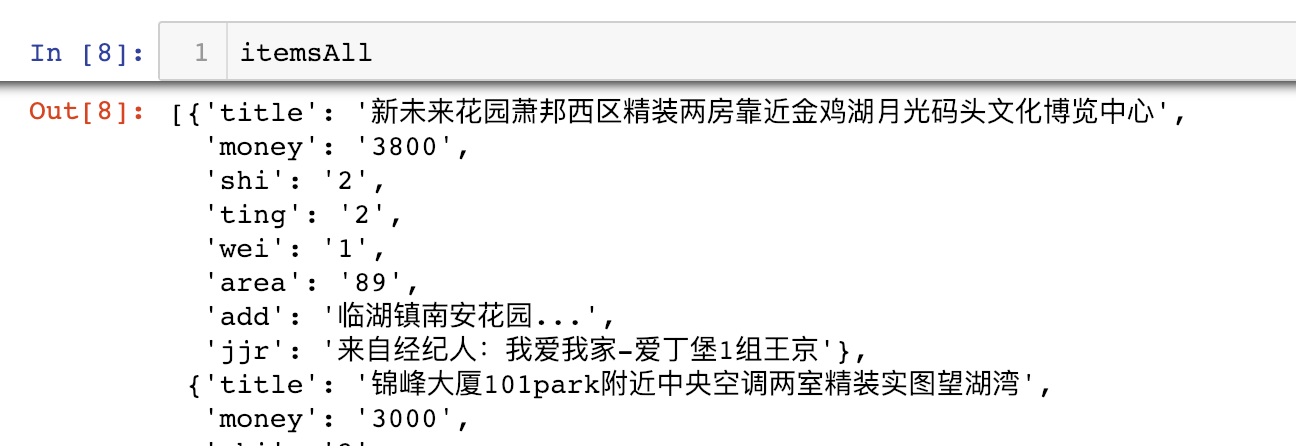 In [8]: 1 itemsAll
Out[8]: [{'title': '新未来花园萧邦西区精装两房靠近金鸡湖月光码头文化博览中心',
'money': '3800',
'shi': '2',
'ting': '2',
'wei': '1',
'area': '89',
'add': '临湖镇南安花园...',
'jjr': '来自经纪人：我爱我家-爱丁堡1组王京'},
{'title': '锦峰大厦101park附近中央空调两室精装实图望湖湾',
'money': '3000',